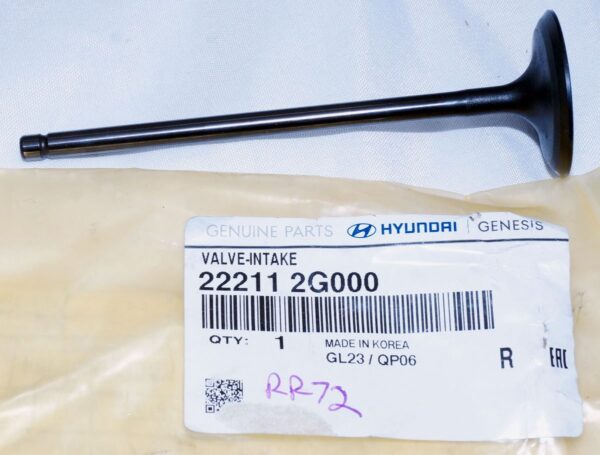 GENUINE PARTS HYUNDAI GENESIS
VALVE-INTAKE
22211 2G000
QTY: 1 MADE IN KOREA
GL23 / QP06 R EAC
RR72